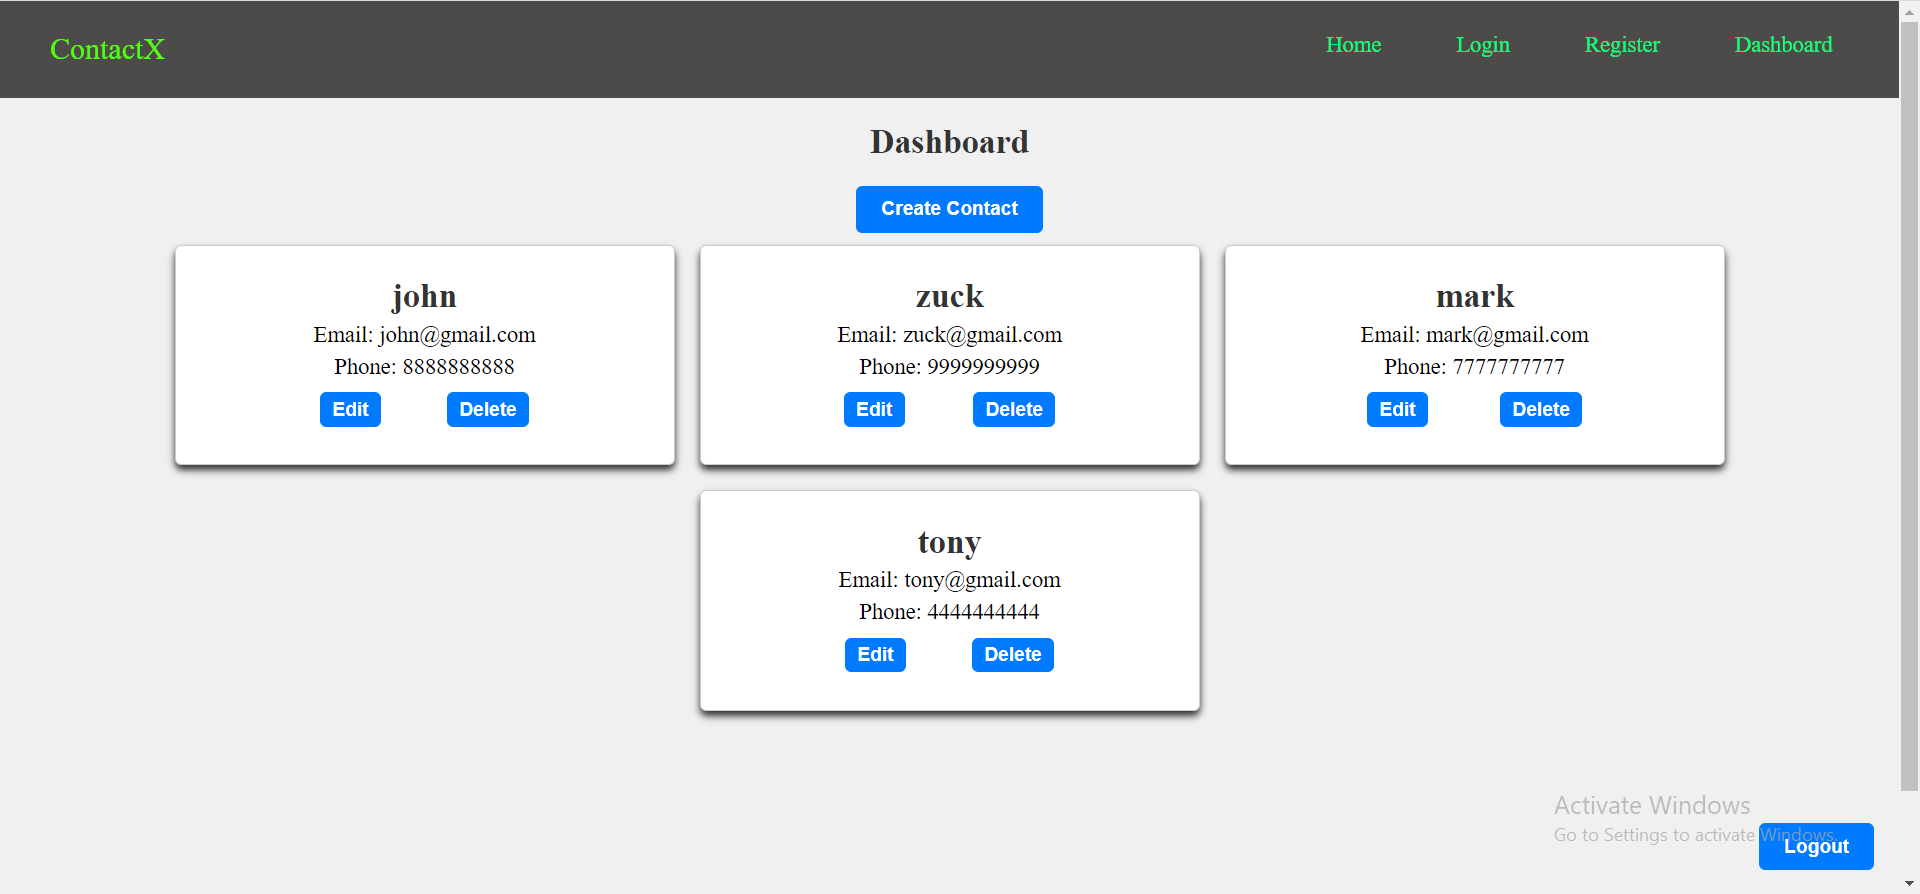 ContactX
Home Login Register Dashboard
Dashboard
Create Contact
john
Email: john@gmail.com
Phone: 8888888888
Edit Delete
zuck
Email: zuck@gmail.com
Phone: 9999999999
Edit Delete
mark
Email: mark@gmail.com
Phone: 7777777777
Edit Delete
tony
Email: tony@gmail.com
Phone: 4444444444
Edit Delete
Activate Windows
Go to Settings to activate Windows.
Logout